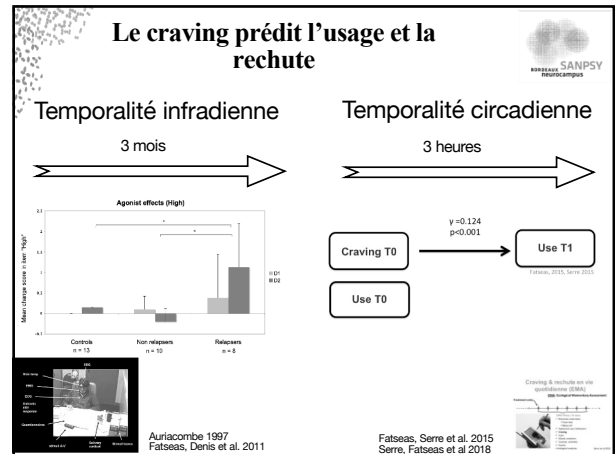 Le craving prédit l'usage et la
rechute
BORDEAUX
neurocampus
SANPSY
Temporalité infradienne
3 mois
Temporalité circadienne
3 heures
Agonist effects (High)
Mean change score in item "High"
D1
D2
Controls
n = 13
Non relapsers
n = 10
Relapsers
n = 8
Craving T0
Use T0
γ =0.124
p<0.001
Use T1
Fatseas, 2015, Serre 2015
Auriacombe 1997
Fatseas, Denis et al. 2011
Craving & rechute en vie
quotidienne (EMA)
Fatseas, Serre et al. 2015
Serre, Fatseas et al 2018